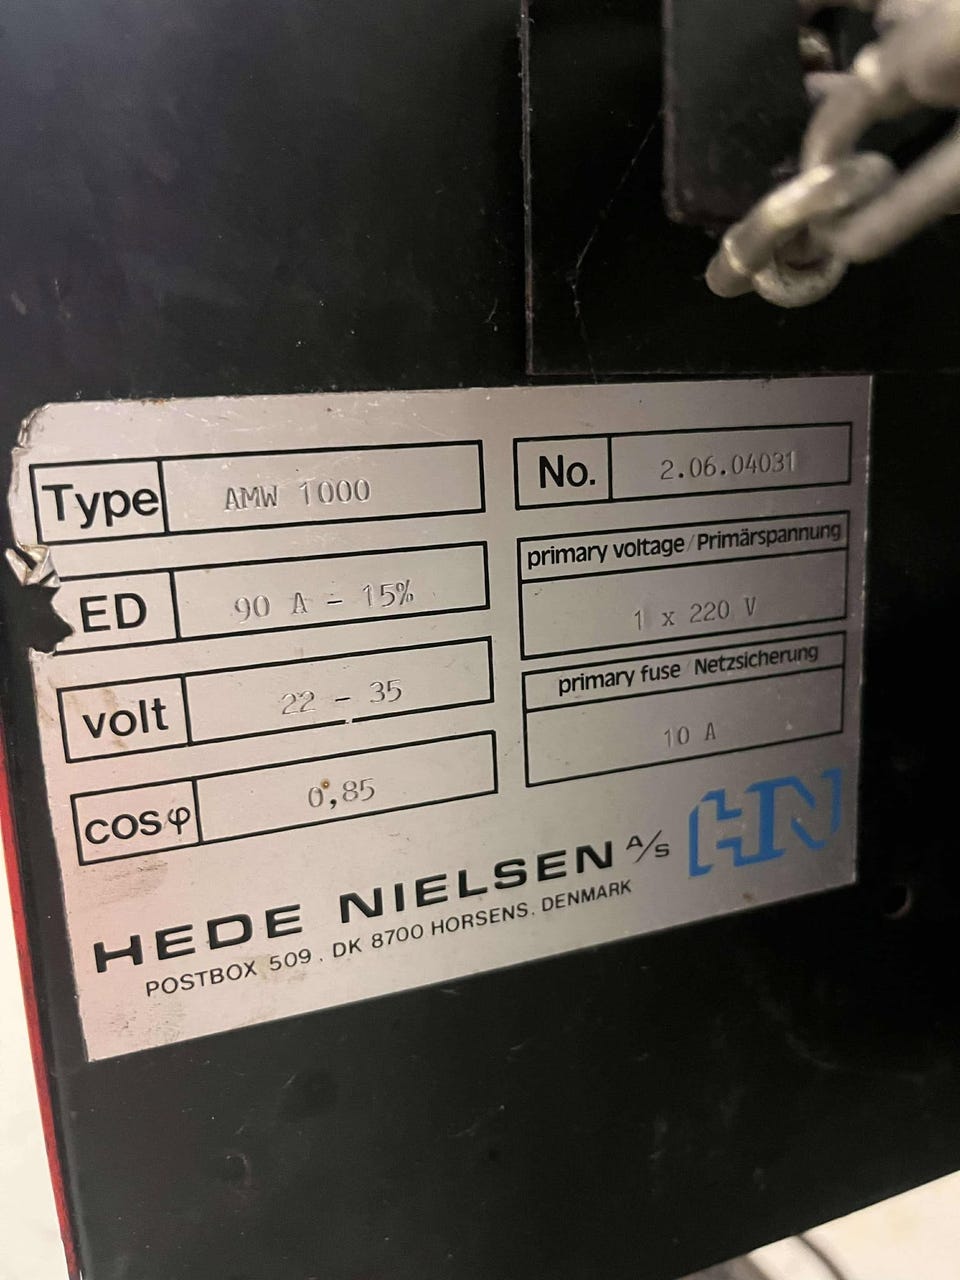 Type AMW 1000
ED 90 A - 15%
volt 22 - 35
cos φ 0,85
No. 2.06.04031
primary voltage/Primärspannung
1 x 220 V
primary fuse/Netzsicherung
10 A
HN
HEDE NIELSEN A/S
POSTBOX 509 . DK 8700 HORSENS. DENMARK